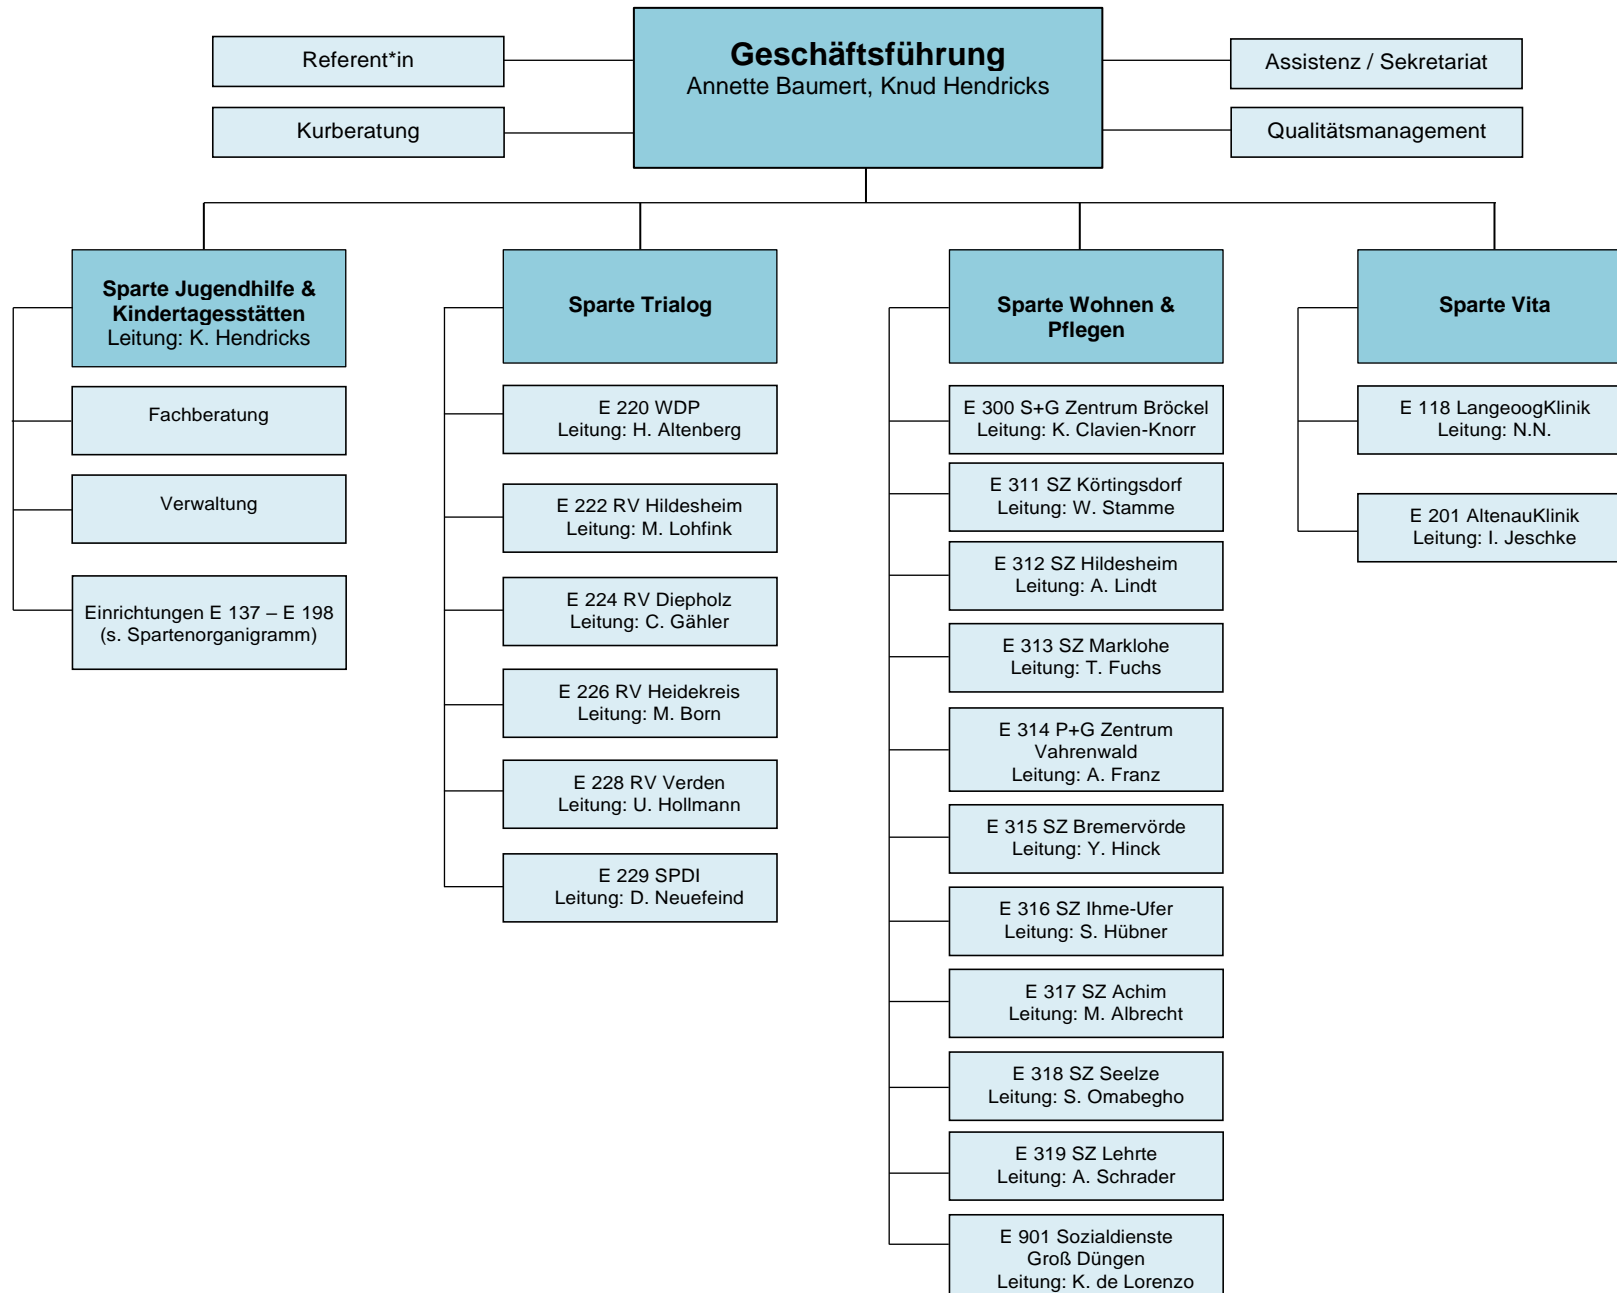 Geschäftsführung
Annette Baumert, Knud Hendricks
Referent*in
Kurberatung
Assistenz / Sekretariat
Qualitätsmanagement
Sparte Jugendhilfe &
Kindertagesstätten
Leitung: K. Hendricks
Fachberatung
Verwaltung
Einrichtungen E 137 – E 198
(s. Spartenorganigramm)
Sparte Trialog
E 220 WDP
Leitung: H. Altenberg
E 222 RV Hildesheim
Leitung: M. Lohfink
E 224 RV Diepholz
Leitung: C. Gähler
E 226 RV Heidekreis
Leitung: M. Born
E 228 RV Verden
Leitung: U. Hollmann
E 229 SPDI
Leitung: D. Neuefeind
Sparte Wohnen &
Pflegen
E 300 S+G Zentrum Bröckel
Leitung: K. Clavien-Knorr
E 311 SZ Körtingsdorf
Leitung: W. Stamme
E 312 SZ Hildesheim
Leitung: A. Lindt
E 313 SZ Marklohe
Leitung: T. Fuchs
E 314 P+G Zentrum
Vahrenwald
Leitung: A. Franz
E 315 SZ Bremervörde
Leitung: Y. Hinck
E 316 SZ Ihme-Ufer
Leitung: S. Hübner
E 317 SZ Achim
Leitung: M. Albrecht
E 318 SZ Seelze
Leitung: S. Omabegho
E 319 SZ Lehrte
Leitung: A. Schrader
E 901 Sozialdienste
Groß Düngen
Leitung: K. de Lorenzo
Sparte Vita
E 118 LangeoogKlinik
Leitung: N.N.
E 201 AltenauKlinik
Leitung: I. Jeschke